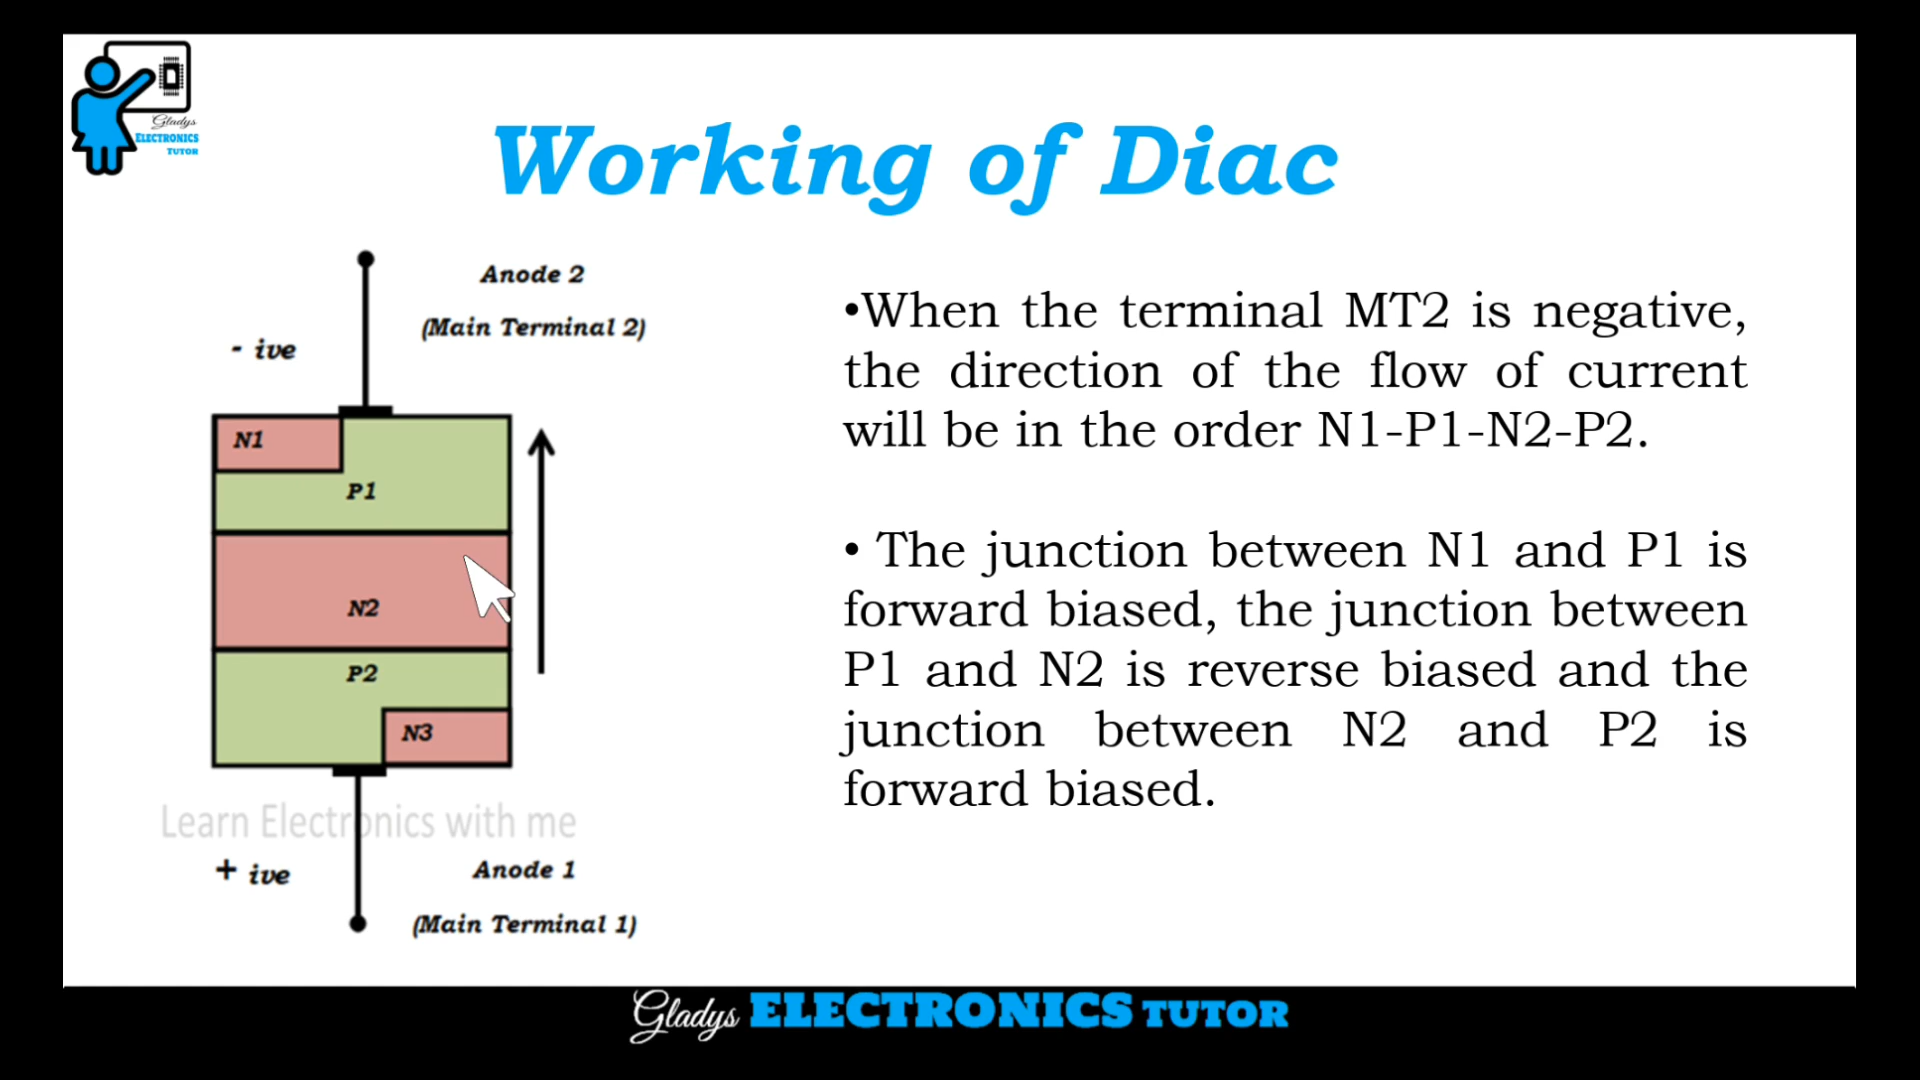 Gladys
ELECTRONICS
TUTOR
Working of Diac
Anode 2
(Main Terminal 2)
- ive
N1
P1
N2
P2
N3
Learn Electronics with me
+ ive
Anode 1
(Main Terminal 1)
•When the terminal MT2 is negative,
the direction of the flow of current
will be in the order N1-P1-N2-P2.
• The junction between N1 and P1 is
forward biased, the junction between
P1 and N2 is reverse biased and the
junction between N2 and P2 is
forward biased.
Gladys ELECTRONICS TUTOR